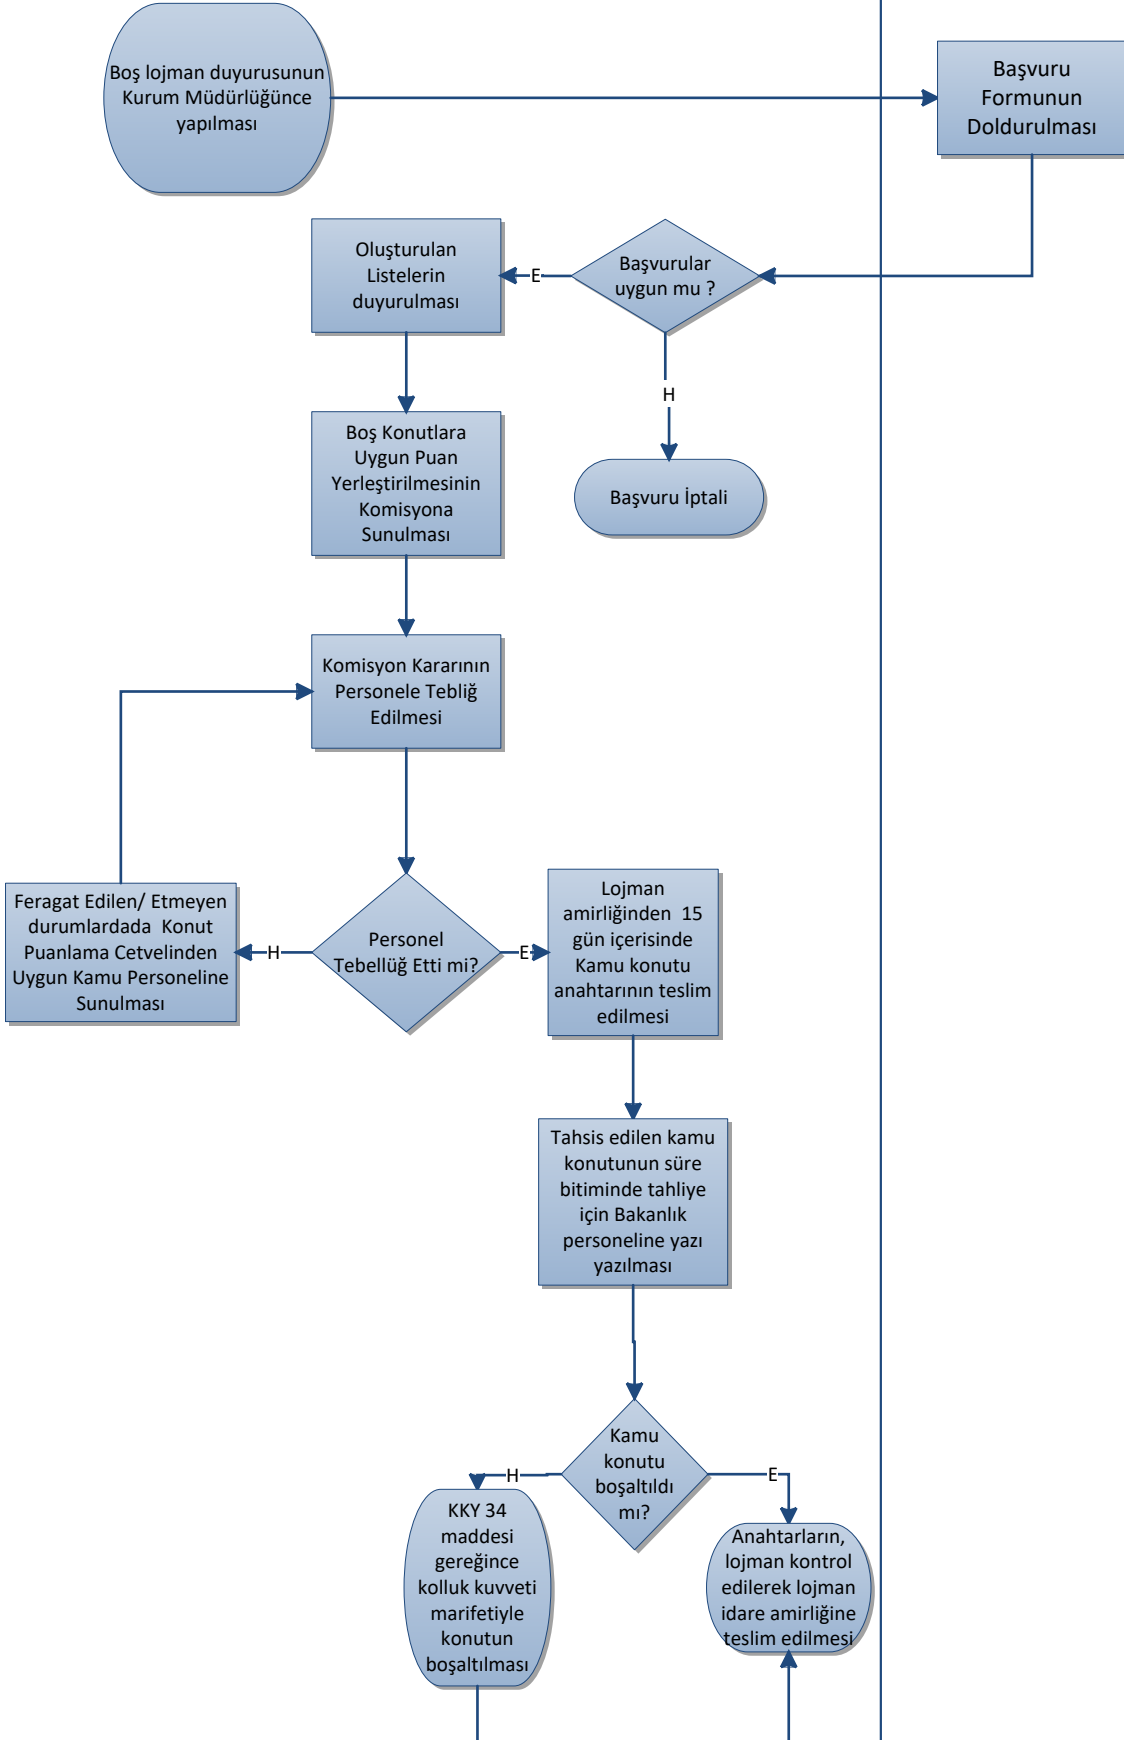 Boş lojman duyurusunun
Kurum Müdürlüğünce
yapılması
Başvuru
Formunun
Doldurulması
Oluşturulan
Listelerin
duyurulması
E
Başvurular
uygun mu ?
H
Başvuru İptali
Boş Konutlara
Uygun Puan
Yerleştirilmesinin
Komisyona
Sunulması
Komisyon Kararının
Personele Tebliğ
Edilmesi
Feragat Edilen/ Etmeyen
durumlardada Konut
Puanlama Cetvelinden
Uygun Kamu Personeline
Sunulması
H
Personel
Tebellüğ Etti mi?
E
Lojman
amirliğinden 15
gün içerisinde
Kamu konutu
anahtarının teslim
edilmesi
Tahsis edilen kamu
konutunun süre
bitiminde tahliye
için Bakanlık
personeline yazı
yazılması
Kamu
konutu
boşaltıldı
mı?
H
E
KKY 34
maddesi
gereğince
kolluk kuvveti
marifetiyle
konutun
boşaltılması
Anahtarların,
lojman kontrol
edilerek lojman
idare amirliğine
teslim edilmesi